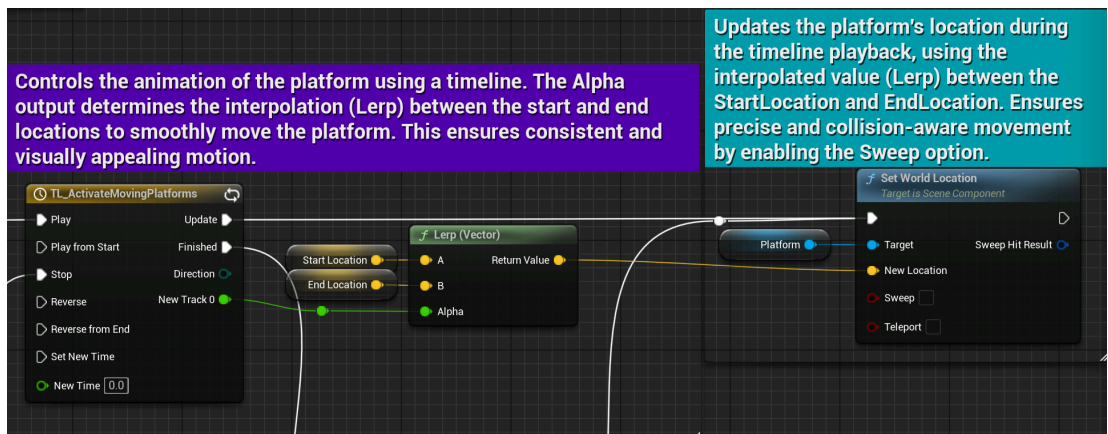 Controls the animation of the platform using a timeline. The Alpha
output determines the interpolation (Lerp) between the start and end
locations to smoothly move the platform. This ensures consistent and
visually appealing motion.
Updates the platform's location during
the timeline playback, using the
interpolated value (Lerp) between the
StartLocation and EndLocation. Ensures
precise and collision-aware movement
by enabling the Sweep option.
TL_ActivateMovingPlatforms
Play Update
Play from Start Finished
Stop Direction
Reverse New Track 0
Reverse from End
Set New Time
New Time 0.0
Start Location
End Location
f Lerp (Vector)
A Return Value
B
Alpha
Platform
f Set World Location
Target is Scene Component
Target Sweep Hit Result
New Location
Sweep
Teleport